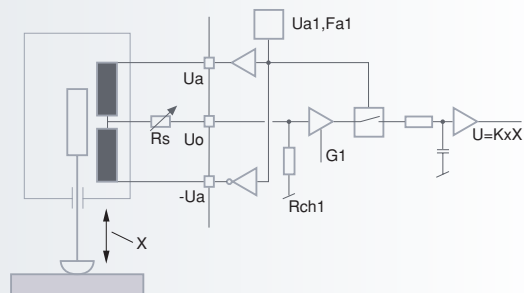 Ua1,Fa1
Ua
Rs
Uo
G1
U=KxX
-Ua
Rch1
X